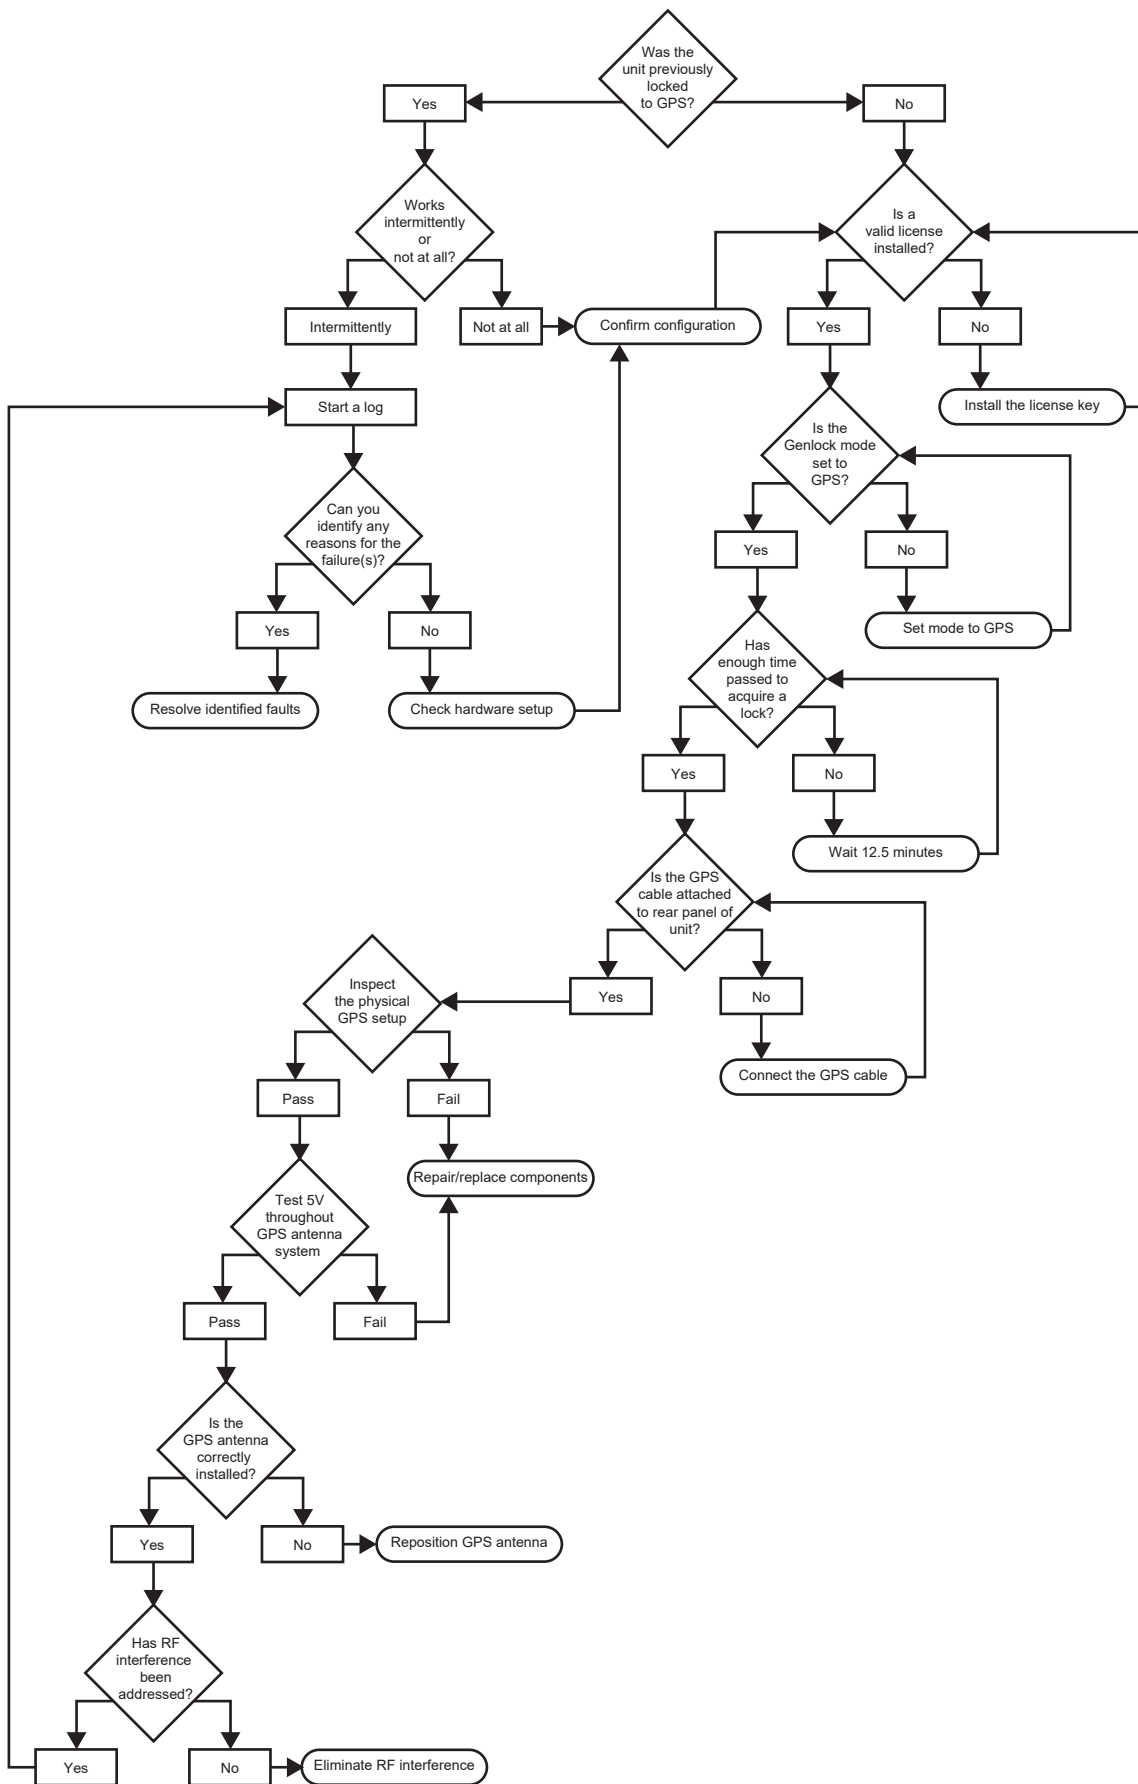 Was the
unit previously
locked
to GPS?
Yes
No
Works
intermittently
or
not at all?
Is a
valid license
installed?
Intermittently
Not at all
Confirm configuration
Yes
No
Start a log
Install the license key
Is the
Genlock mode
set to
GPS?
Can you
identify any
reasons for the
failure(s)?
Yes
No
Yes
No
Set mode to GPS
Has
enough time
passed to
acquire a
lock?
Resolve identified faults
Check hardware setup
Yes
No
Wait 12.5 minutes
Is the GPS
cable attached
to rear panel of
unit?
Inspect
the physical
GPS setup
Yes
No
Connect the GPS cable
Pass
Fail
Repair/replace components
Test 5V
throughout
GPS antenna
system
Pass
Fail
Is the
GPS antenna
correctly
installed?
Yes
No
Reposition GPS antenna
Has RF
interference
been
addressed?
Yes
No
Eliminate RF interference